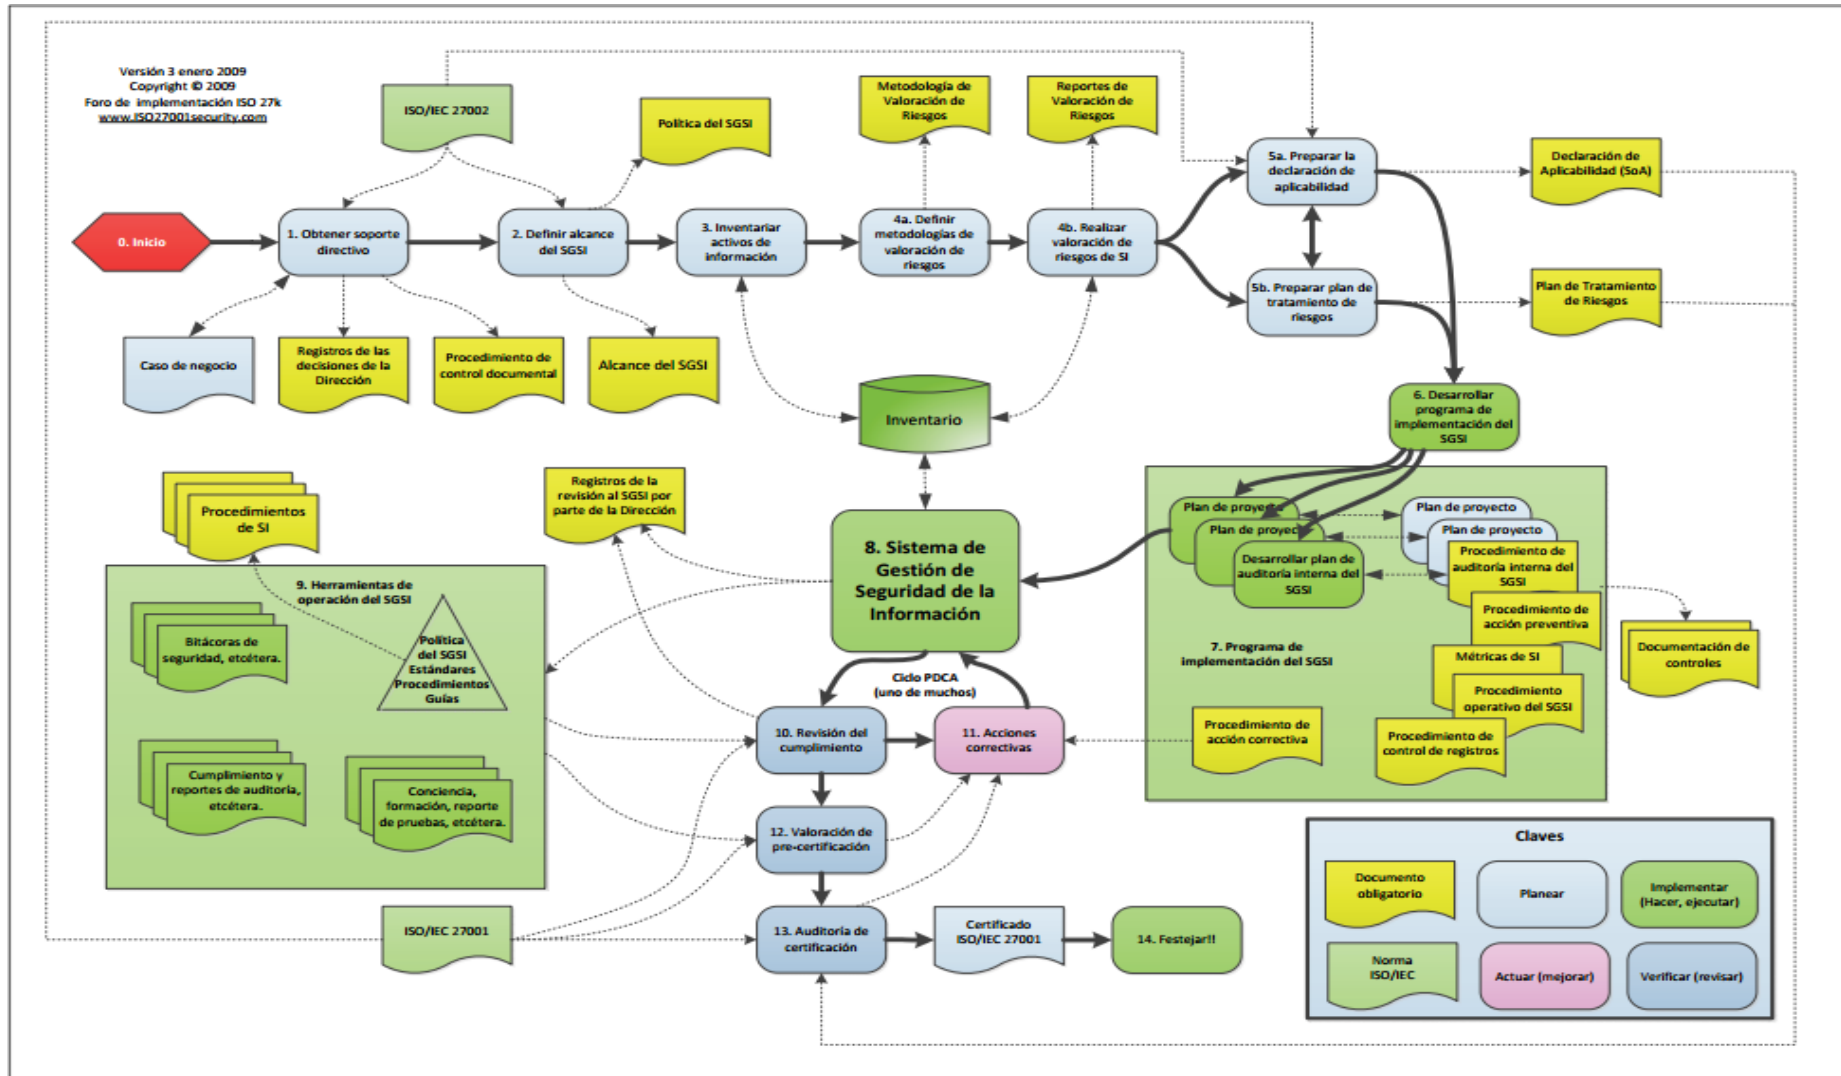 Versión 3 enero 2009
Copyright © 2009
Foro de implementación ISO 27k
www.ISO27001security.com
ISO/IEC 27002
Política del SGSI
Metodología de
Valoración de
Riesgos
Reportes de
Valoración de
Riesgos
5a. Preparar la
declaración de
aplicabilidad
Declaración de
Aplicabilidad (SoA)
0. Inicio
1. Obtener soporte
directivo
2. Definir alcance
del SGSI
3. Inventariar
activos de
información
4a. Definir
metodologías de
valoración de
riesgos
4b. Realizar
valoración de
riesgos de SI
5b. Preparar plan de
tratamiento de
riesgos
Plan de Tratamiento
de Riesgos
Caso de negocio
Registros de las
decisiones de la
Dirección
Procedimiento de
control documental
Alcance del SGSI
Inventario
6. Desarrollar
programa de
implementación del
SGSI
Procedimientos
de SI
Registros de la
revisión al SGSI por
parte de la Dirección
8. Sistema de
Gestión de
Seguridad de la
Información
Plan de proyecto
Plan de proyecto
Desarrollar plan de
auditoría interna del
SGSI
Plan de proyecto
Plan de proyecto
Procedimiento de
auditoría interna del
SGSI
Procedimiento de
acción preventiva
7. Programa de
implementación del SGSI
Métricas de SI
Procedimiento
operativo del SGSI
Procedimiento de
control de registros
Procedimiento de
acción correctiva
Documentación de
controles
9. Herramientas de
operación del SGSI
Bitácoras de
seguridad, etcétera.
Política
del SGSI
Estándares
Procedimientos
Guías
Cumplimiento y
reportes de auditoría,
etcétera.
Conciencia,
formación, reporte
de pruebas, etcétera.
Ciclo PDCA
(uno de muchos)
10. Revisión del
cumplimiento
11. Acciones
correctivas
12. Valoración de
pre-certificación
ISO/IEC 27001
13. Auditoría de
certificación
Certificado
ISO/IEC 27001
14. Festejar!!
Claves
Documento
obligatorio
Planear
Implementar
(Hacer, ejecutar)
Norma
ISO/IEC
Actuar (mejorar)
Verificar (revisar)